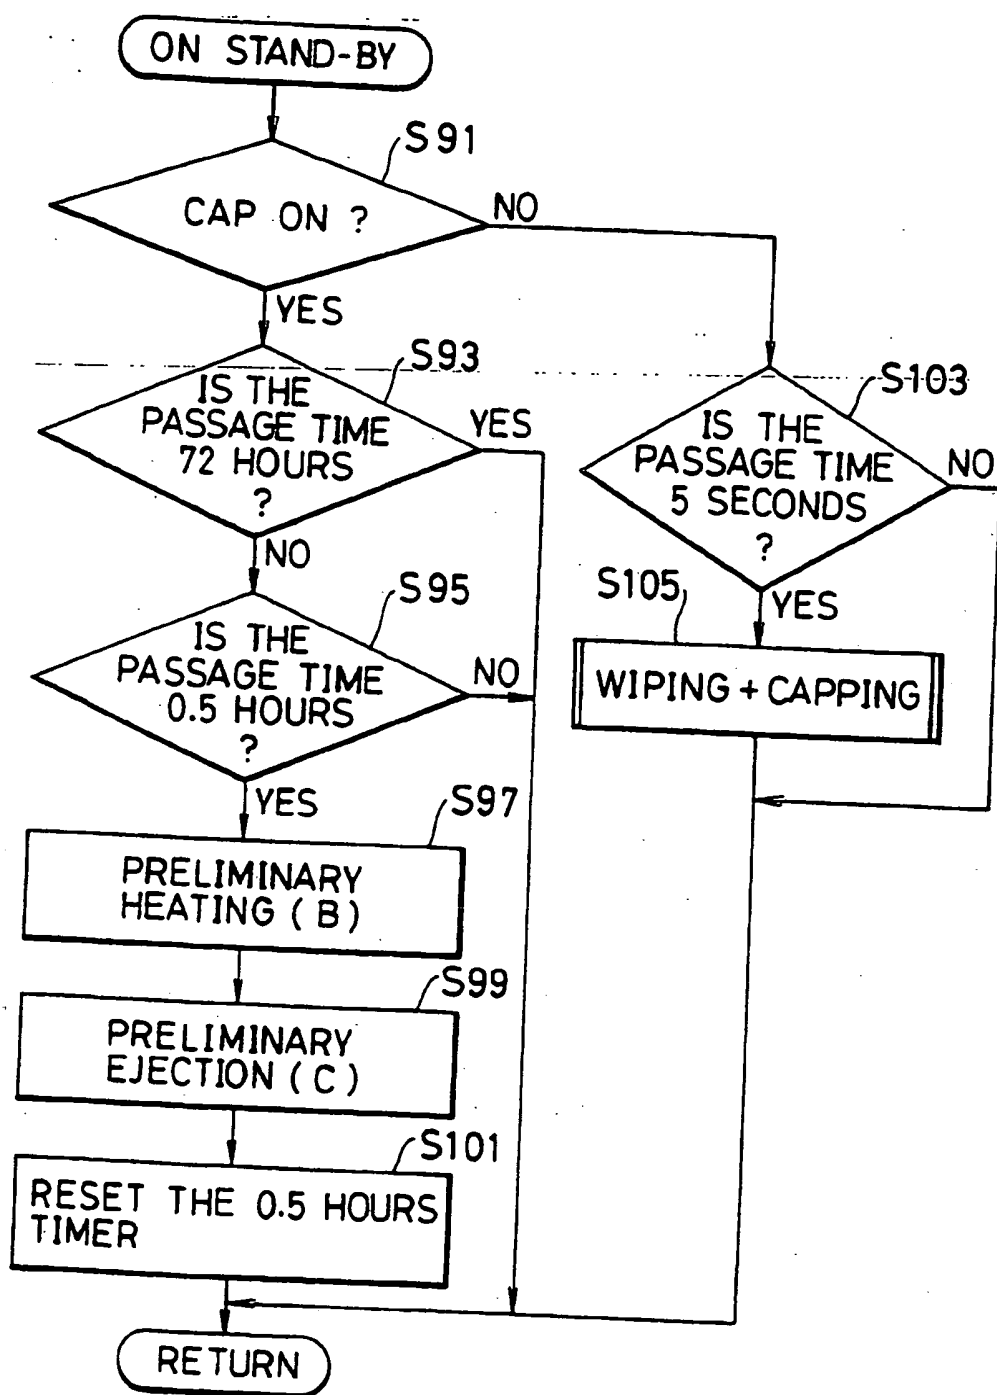 ON STAND-BY
S91
CAP ON ?
NO
YES
S93
IS THE
PASSAGE TIME
72 HOURS
?
YES
NO
S103
IS THE
PASSAGE TIME
5 SECONDS
?
NO
YES
S95
IS THE
PASSAGE TIME
0.5 HOURS
?
NO
YES
S105
WIPING + CAPPING
S97
PRELIMINARY
HEATING ( B )
S99
PRELIMINARY
EJECTION ( C )
S101
RESET THE 0.5 HOURS
TIMER
RETURN